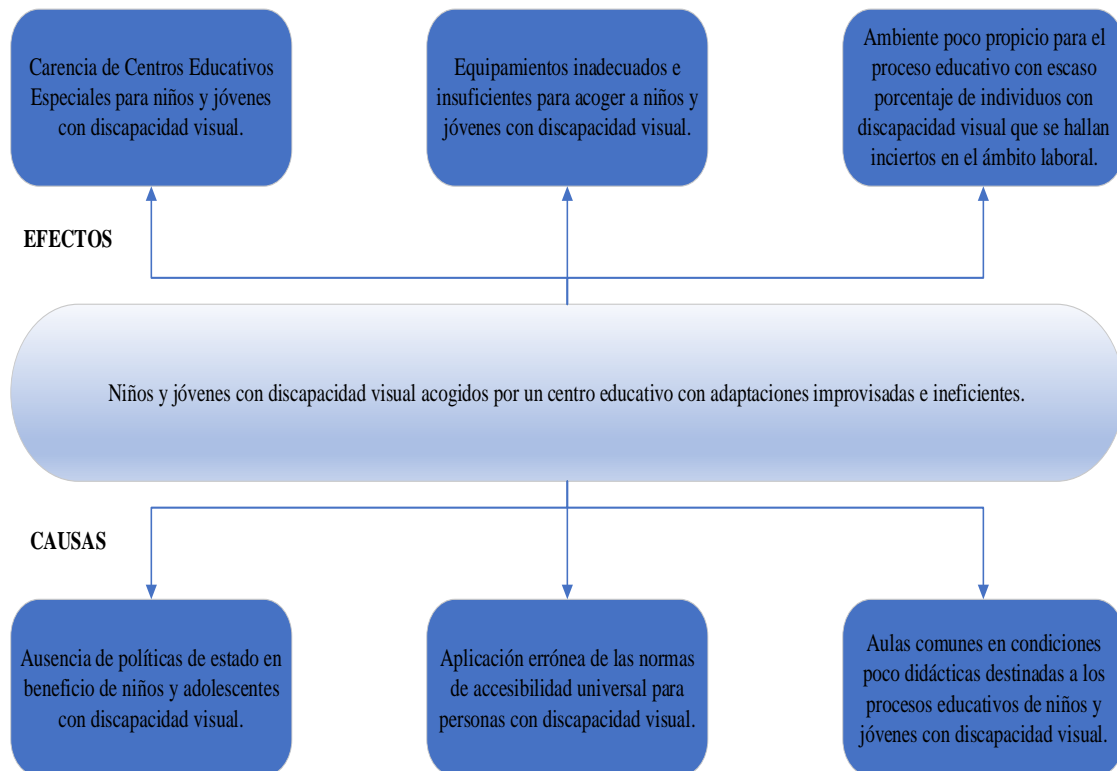 Carencia de Centros Educativos
Especiales para niños y jóvenes
con discapacidad visual.
Equipamientos inadecuados e
insuficientes para acoger a niños y
jóvenes con discapacidad visual.
Ambiente poco propicio para el
proceso educativo con escaso
porcentaje de individuos con
discapacidad visual que se hallan
inciertos en el ámbito laboral.
EFECTOS
Niños y jóvenes con discapacidad visual acogidos por un centro educativo con adaptaciones improvisadas e ineficientes.
CAUSAS
Ausencia de políticas de estado en
beneficio de niños y adolescentes
con discapacidad visual.
Aplicación errónea de las normas
de accesibilidad universal para
personas con discapacidad visual.
Aulas comunes en condiciones
poco didácticas destinadas a los
procesos educativos de niños y
jóvenes con discapacidad visual.